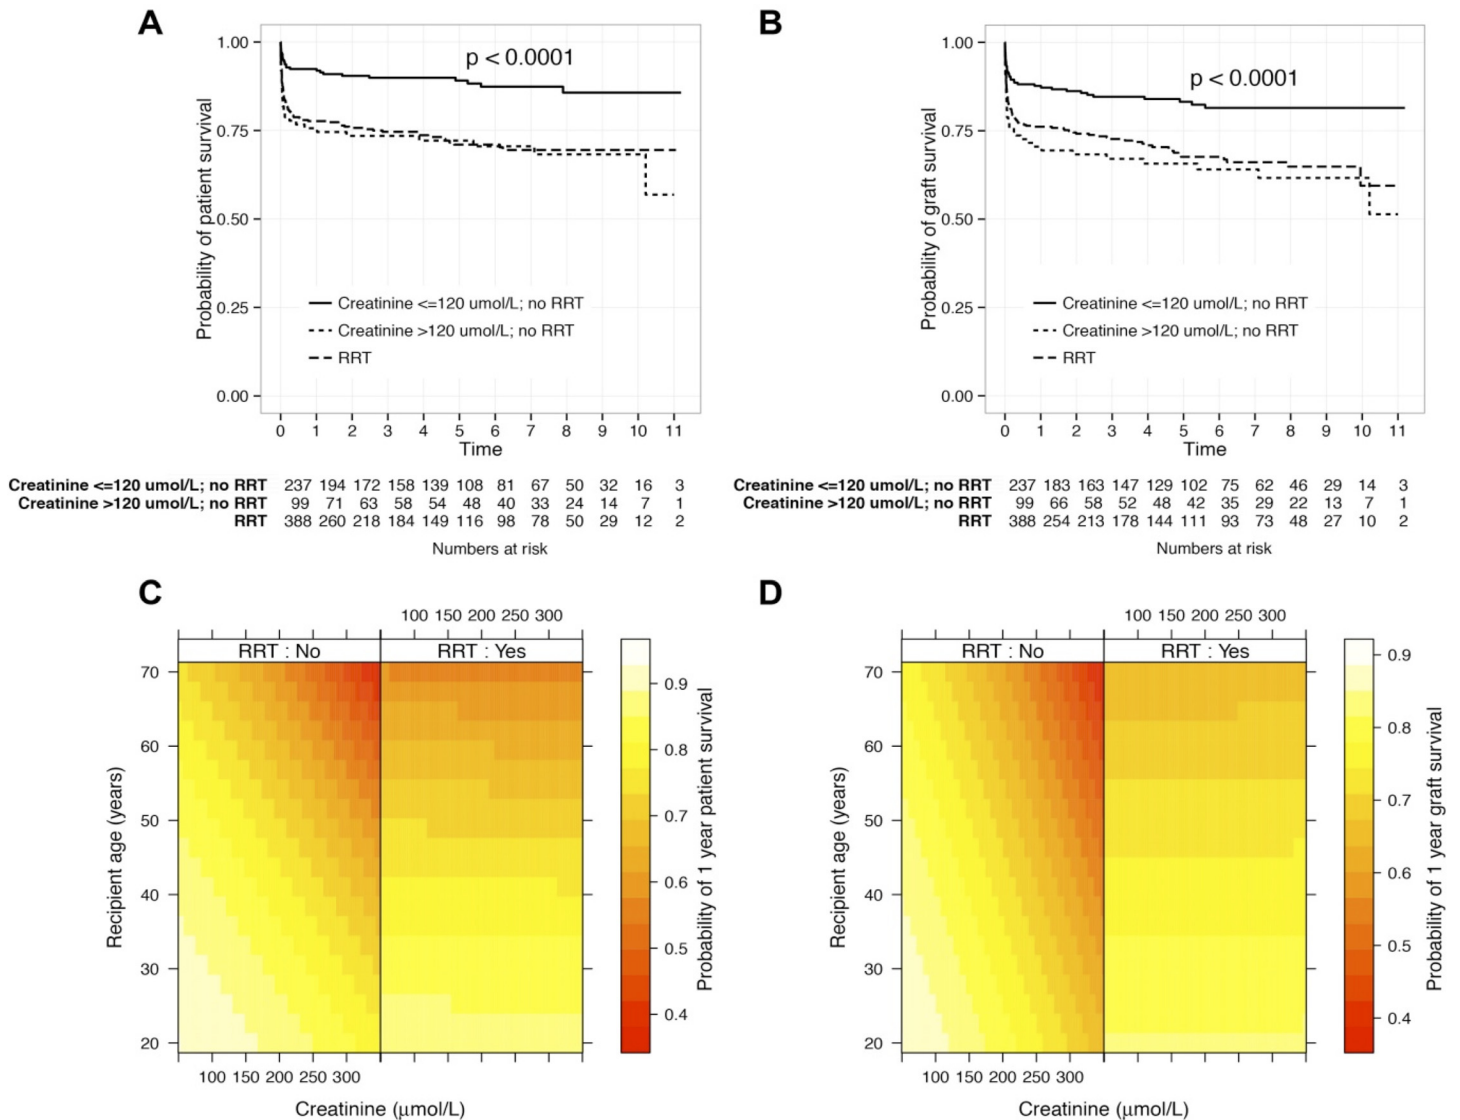 A
1.00
0.75
0.50
0.25
0.00
Probability of patient survival
p < 0.0001
Creatinine <=120 umol/L; no RRT
Creatinine >120 umol/L; no RRT
RRT
0 1 2 3 4 5 6 7 8 9 10 11
Time
Creatinine <=120 umol/L; no RRT 237 194 172 158 139 108 81 67 50 32 16 3
Creatinine >120 umol/L; no RRT 99 71 63 58 54 48 40 33 24 14 7 1
RRT 388 260 218 184 149 116 98 78 50 29 12 2
Numbers at risk
B
1.00
0.75
0.50
0.25
0.00
Probability of graft survival
p < 0.0001
Creatinine <=120 umol/L; no RRT
Creatinine >120 umol/L; no RRT
RRT
0 1 2 3 4 5 6 7 8 9 10 11
Time
Creatinine <=120 umol/L; no RRT 237 183 163 147 129 102 75 62 46 29 14 3
Creatinine >120 umol/L; no RRT 99 66 58 52 48 42 35 29 22 13 7 1
RRT 388 254 213 178 144 111 93 73 48 27 10 2
Numbers at risk
C
100 150 200 250 300
RRT : No RRT : Yes
70
60
50
40
30
20
Recipient age (years)
0.9
0.8
0.7
0.6
0.5
0.4
Probability of 1 year patient survival
100 150 200 250 300
Creatinine (μmol/L)
D
100 150 200 250 300
RRT : No RRT : Yes
70
60
50
40
30
20
Recipient age (years)
0.9
0.8
0.7
0.6
0.5
0.4
Probability of 1 year graft survival
100 150 200 250 300
Creatinine (μmol/L)